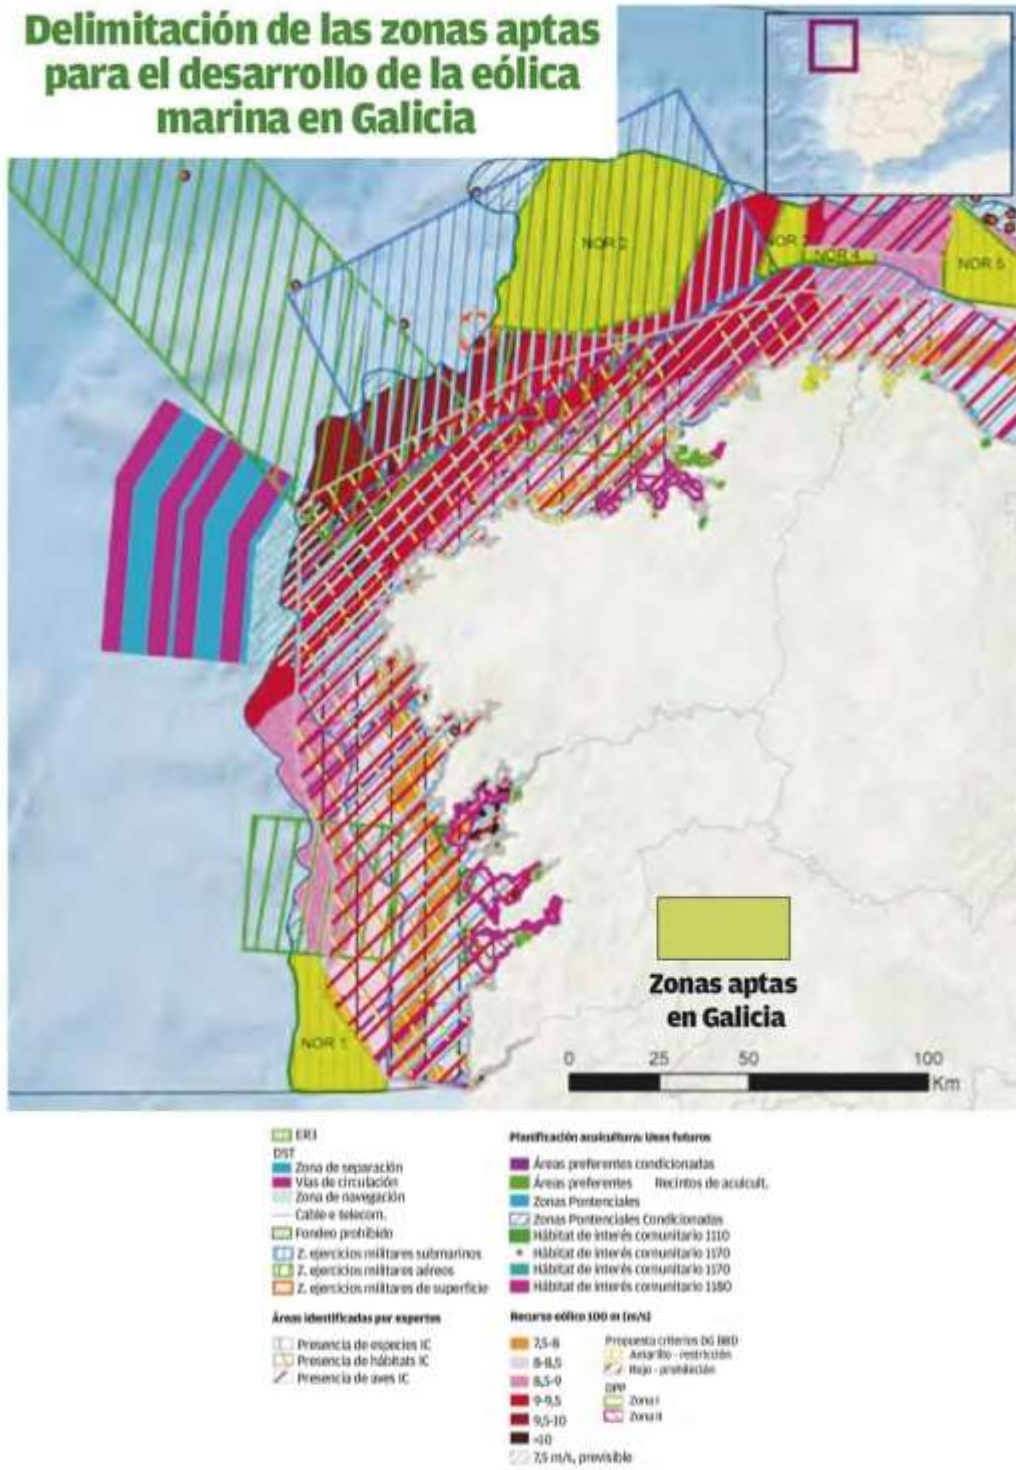 Delimitación de las zonas aptas
para el desarrollo de la eólica
marina en Galicia
NOR 2
NOR 3
NOR 4
NOR 5
NOR 1
Zonas aptas
en Galicia
0 25 50 100
Km
ER3
DST
Zona de separación
Vías de circulación
Zona de navegación
Cable e telecom.
Fondeo prohibido
Z. ejercicios militares submarinos
Z. ejercicios militares aéreos
Z. ejercicios militares de superficie
Áreas identificadas por expertos
Presencia de especies IC
Presencia de hábitats IC
Presencia de aves IC
Planificación acuicultura: Usos futuros
Áreas preferentes condicionadas
Áreas preferentes Recintos de acuicult.
Zonas Pontenciales
Zonas Pontenciales Condicionadas
Hábitat de interés comunitario 1110
Hábitat de interés comunitario 1170
Hábitat de interés comunitario 1170
Hábitat de interés comunitario 1180
Recurso eólico 100 m (m/s)
7,5-8
8-8,5
8,5-9
9-9,5
9,5-10
>10
7,5 m/s, previsible
Propuesta criterios DG BBD
Amarillo - restricción
Rojo - prohibición
DPP
Zona I
Zona II